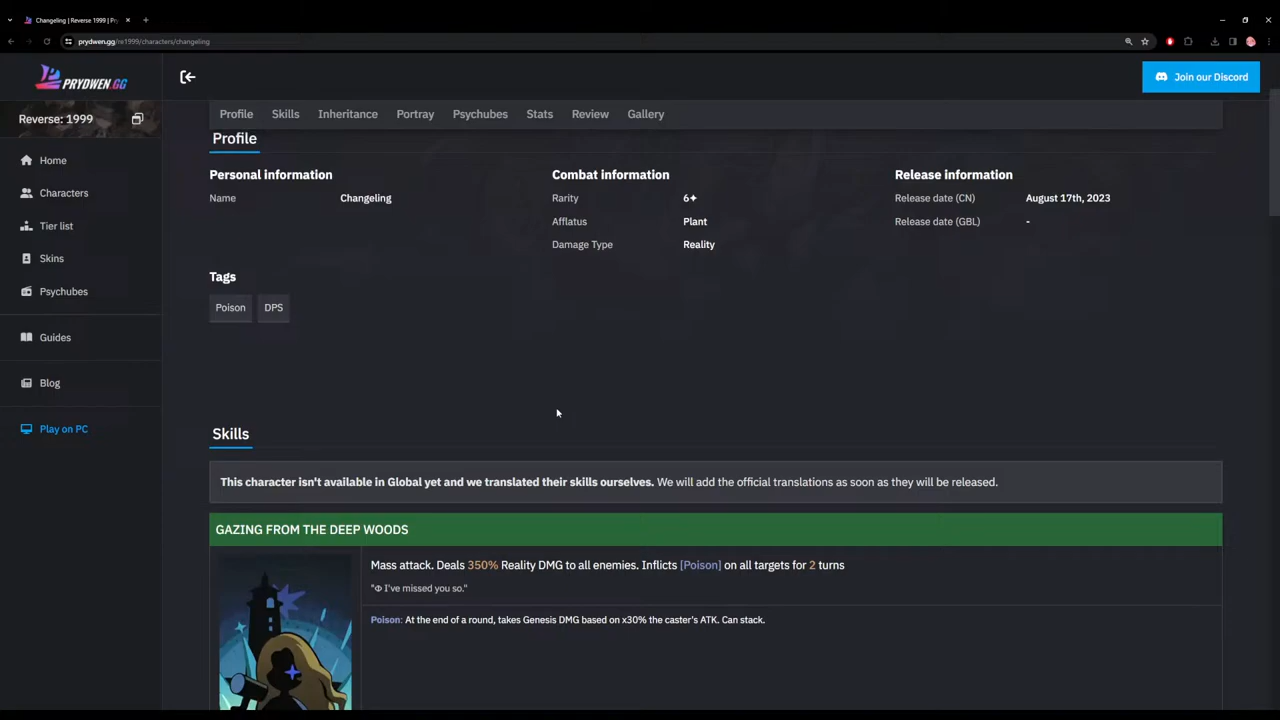 Changeling | Reverse 1999 | Pry
prydwen.gg/re1999/characters/changeling
PRYDWEN.GG
Join our Discord
Reverse: 1999
Home
Characters
Tier list
Skins
Psychubes
Guides
Blog
Play on PC
Profile Skills Inheritance Portray Psychubes Stats Review Gallery
Profile
Personal information
Name Changeling
Combat information
Rarity 6✦
Afflatus Plant
Damage Type Reality
Release information
Release date (CN) August 17th, 2023
Release date (GBL) -
Tags
Poison DPS
Skills
This character isn't available in Global yet and we translated their skills ourselves. We will add the official translations as soon as they will be released.
GAZING FROM THE DEEP WOODS
Mass attack. Deals 350% Reality DMG to all enemies. Inflicts [Poison] on all targets for 2 turns
"Φ I've missed you so."
Poison: At the end of a round, takes Genesis DMG based on x30% the caster's ATK. Can stack.